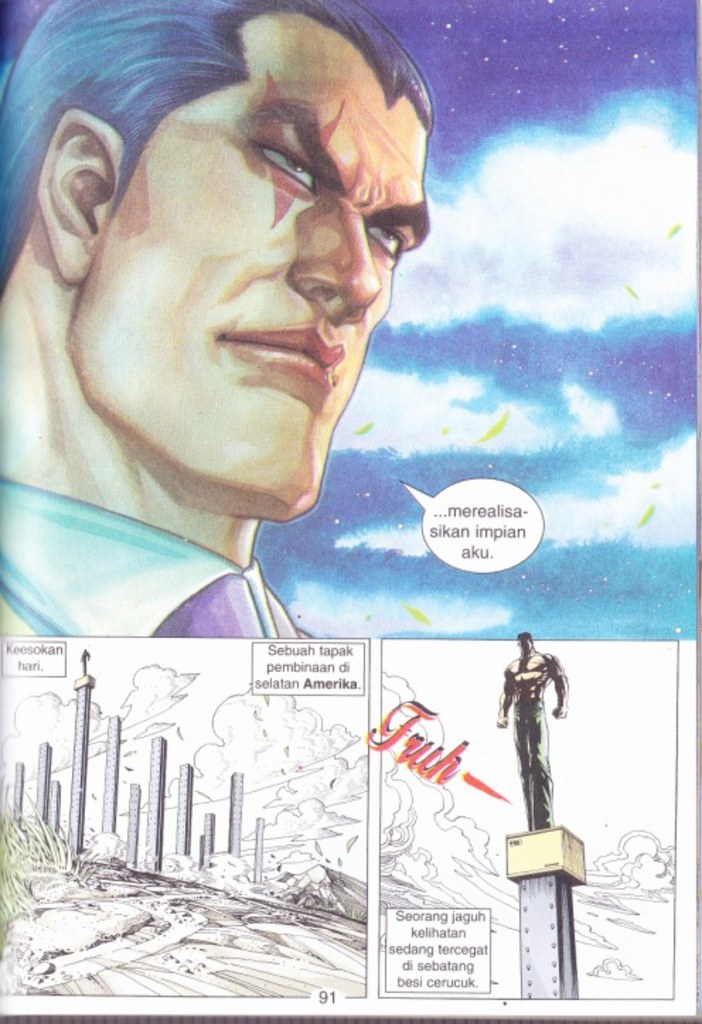 ...merealisa-
sikan impian
aku.
Keesokan
hari.
Sebuah tapak
pembinaan di
selatan Amerika.
Fruh
Seorang jaguh
kelihatan
sedang tercegat
di sebatang
besi cerucuk.
91